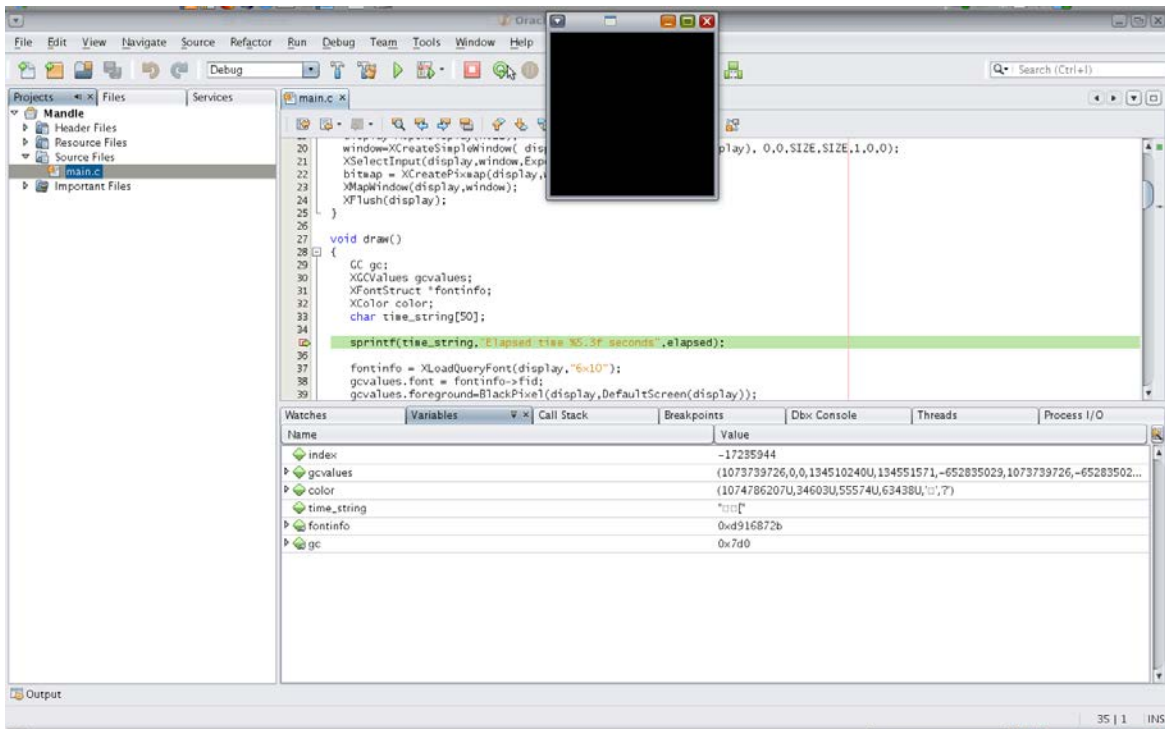 Oracl
File Edit View Navigate Source Refactor Run Debug Team Tools Window Help
Debug
Search (Ctrl+I)
Projects Files Services
main.c
Mandle
Header Files
Resource Files
Source Files
main.c
Important Files
20 window=XCreateSimpleWindow( disp play), 0,0,SIZE,SIZE,1,0,0);
21 XSelectInput(display,window,Exp
22 bitmap = XCreatePixmap(display,
23 XMapWindow(display,window);
24 XFlush(display);
25 }
26
27 void draw()
28 {
29 GC gc;
30 XGCValues gcvalues;
31 XFontStruct *fontinfo;
32 XColor color;
33 char time_string[50];
34
sprintf(time_string,"Elapsed time %5.3f seconds",elapsed);
36
37 fontinfo = XLoadQueryFont(display,"6x10");
38 gcvalues.font = fontinfo->fid;
39 gcvalues.foreground=BlackPixel(display,DefaultScreen(display));
Watches Variables Call Stack Breakpoints Dbx Console Threads Process I/O
Name Value
index -17235944
gcvalues (1073739726,0,0,134510240U,134551571,-652835029,1073739726,-65283502...
color (1074786207U,34603U,55574U,63438U,'□',?')
time_string "□□["
fontinfo 0xd916872b
gc 0x7d0
Output
35 | 1 INS